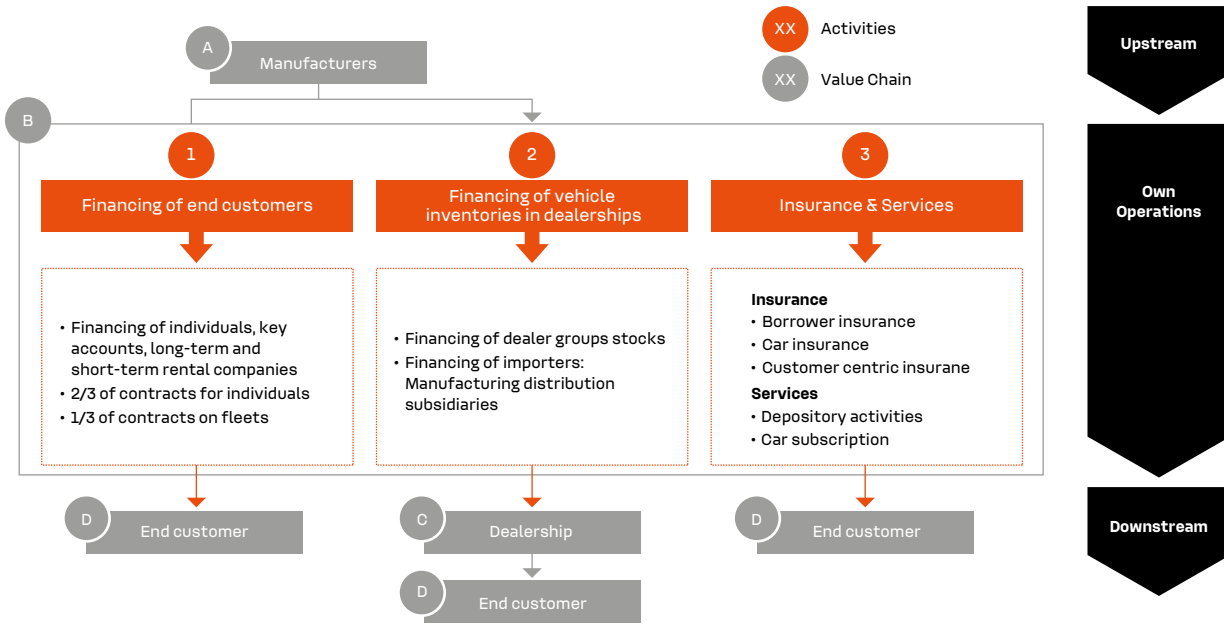 XX
Activities
XX
Value Chain
A
Manufacturers
B
1
Financing of end customers
• Financing of individuals, key
accounts, long-term and
short-term rental companies
• 2/3 of contracts for individuals
• 1/3 of contracts on fleets
D
End customer
2
Financing of vehicle
inventories in dealerships
• Financing of dealer groups stocks
• Financing of importers:
Manufacturing distribution
subsidiaries
C
Dealership
D
End customer
3
Insurance & Services
Insurance
• Borrower insurance
• Car insurance
• Customer centric insurane
Services
• Depository activities
• Car subscription
D
End customer
Upstream
Own
Operations
Downstream